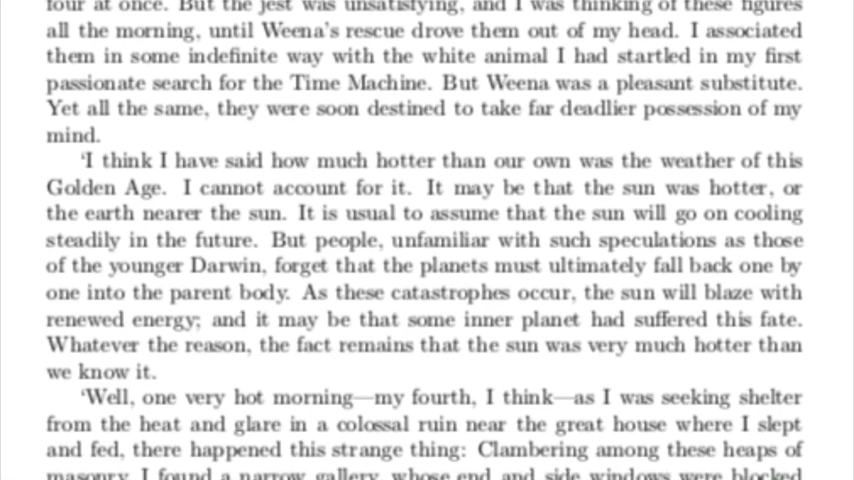 four at once. But the jest was unsatisfying, and I was thinking of these figures
all the morning, until Weena's rescue drove them out of my head. I associated
them in some indefinite way with the white animal I had startled in my first
passionate search for the Time Machine. But Weena was a pleasant substitute.
Yet all the same, they were soon destined to take far deadlier possession of my
mind.
‘I think I have said how much hotter than our own was the weather of this
Golden Age. I cannot account for it. It may be that the sun was hotter, or
the earth nearer the sun. It is usual to assume that the sun will go on cooling
steadily in the future. But people, unfamiliar with such speculations as those
of the younger Darwin, forget that the planets must ultimately fall back one by
one into the parent body. As these catastrophes occur, the sun will blaze with
renewed energy; and it may be that some inner planet had suffered this fate.
Whatever the reason, the fact remains that the sun was very much hotter than
we know it.
‘Well, one very hot morning—my fourth, I think—as I was seeking shelter
from the heat and glare in a colossal ruin near the great house where I slept
and fed, there happened this strange thing: Clambering among these heaps of
masonry, I found a narrow gallery, whose end and side windows were blocked